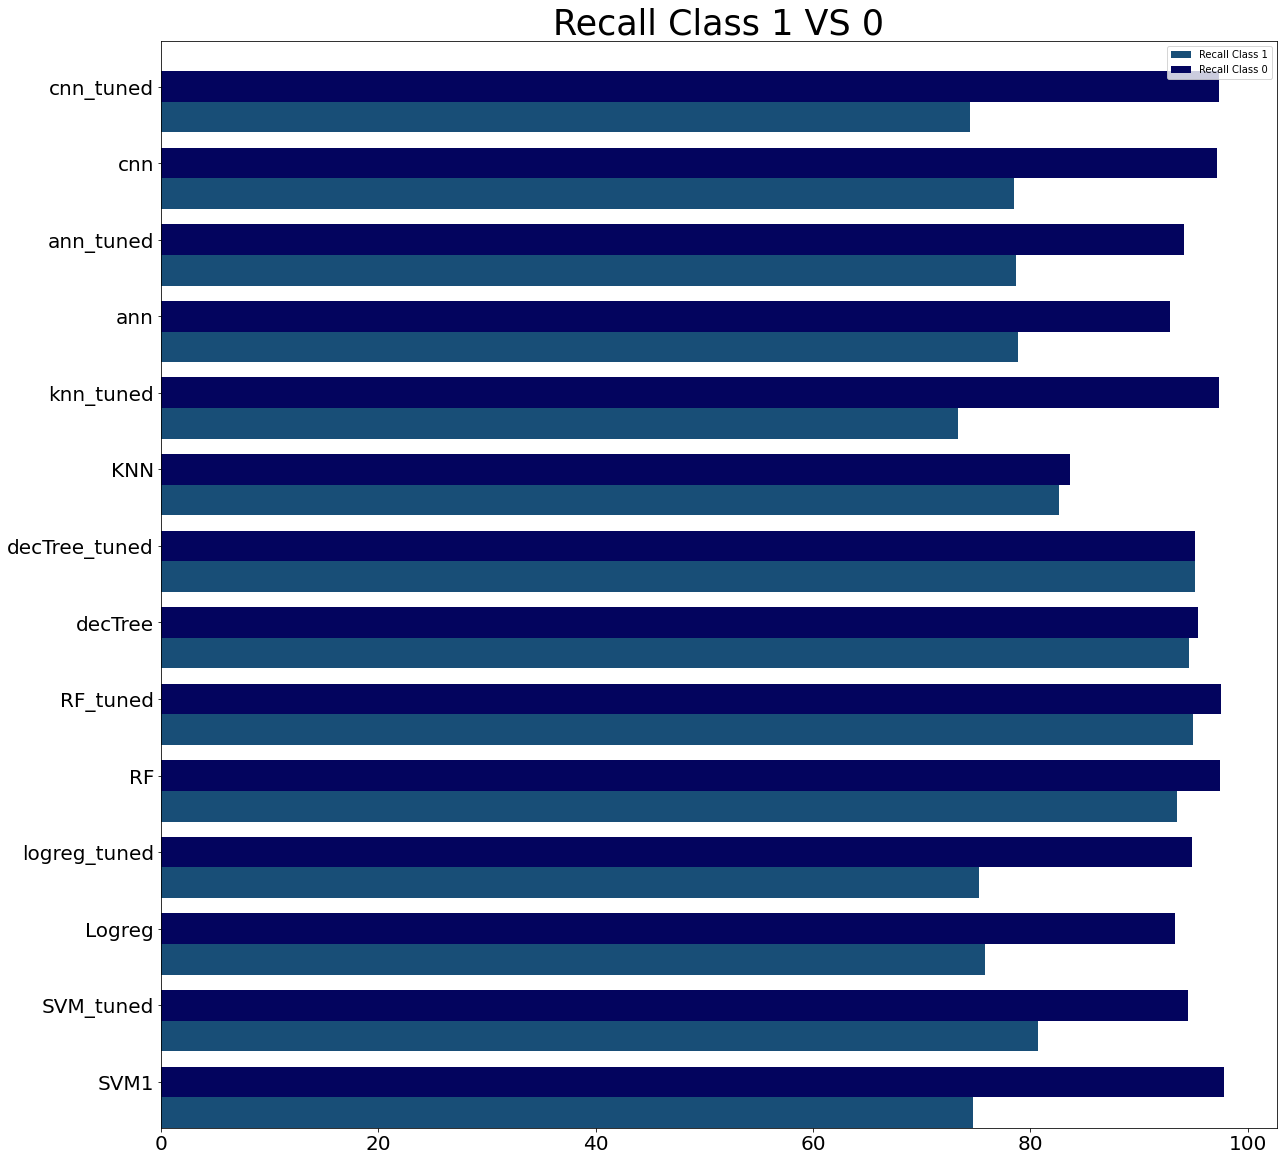 Recall Class 1 VS 0
Recall Class 1
Recall Class 0
cnn_tuned
cnn
ann_tuned
ann
knn_tuned
KNN
decTree_tuned
decTree
RF_tuned
RF
logreg_tuned
Logreg
SVM_tuned
SVM1
0 20 40 60 80 100